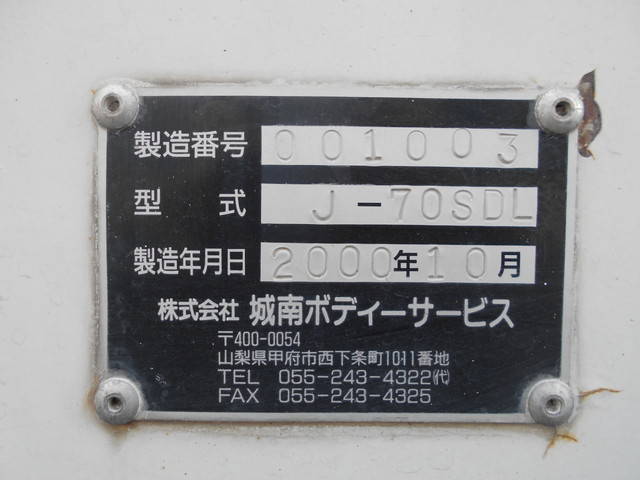 製造番号 001003
型式 J-70SDL
製造年月日 2000年10月
株式会社 城南ボディーサービス
〒400-0054
山梨県甲府市西下条町1011番地
TEL 055-243-4322㈹
FAX 055-243-4325